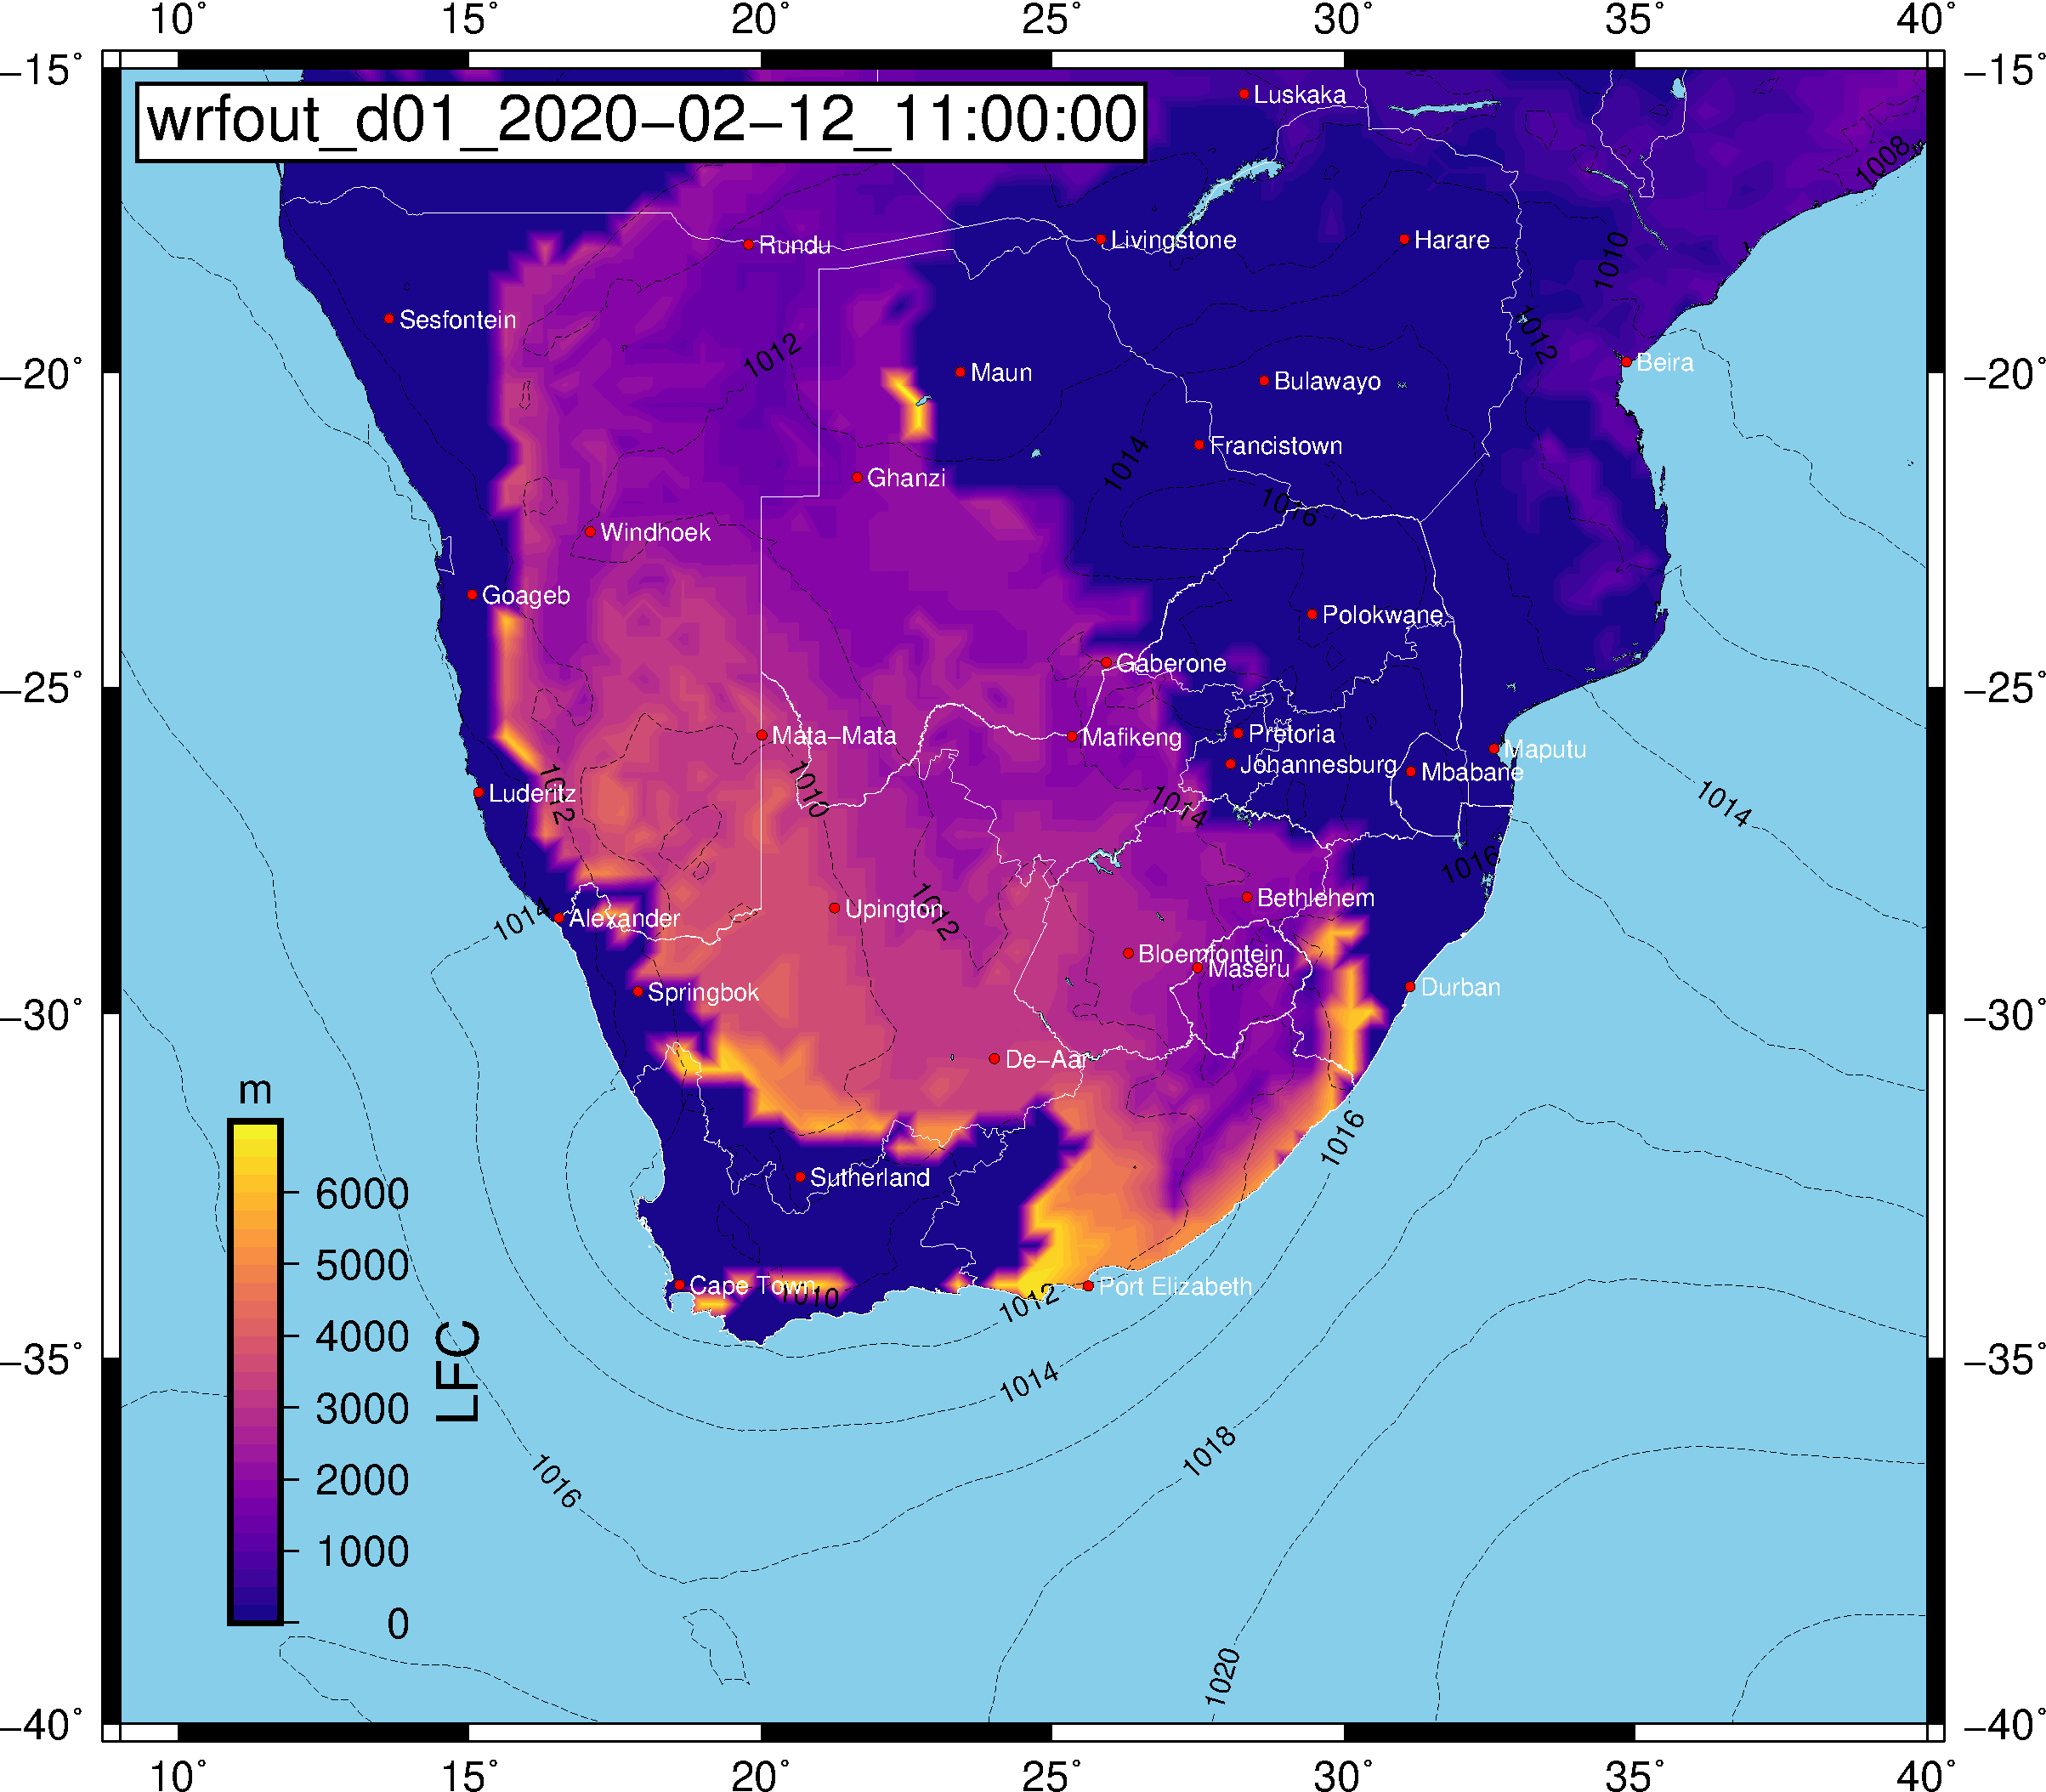 10° 15° 20° 25° 30° 35° 40°
−15° −15°
wrfout_d01_2020−02−12_11:00:00
Luskaka
1008
Rundu
Livingstone
Harare
1010
Sesfontein
1012
1012
Maun
Bulawayo
Beira
−20° −20°
Francistown
1014
Ghanzi
1016
Windhoek
Goageb
Polokwane
Gaberone
−25° −25°
Mata−Mata
Mafikeng
Pretoria
Maputu
Johannesburg
Mbabane
Luderitz
1012
1010
1014
1014
1016
Bethlehem
Alexander
1014
Upington
1012
Bloemfontein
Maseru
Springbok
Durban
−30° −30°
De−Aar
m
1016
Sutherland
6000
5000
Cape Town
1010
1012
Port Elizabeth
4000
LFC
−35° −35°
1014
3000
1018
2000
1016
1000
0
1020
−40° −40°
10° 15° 20° 25° 30° 35° 40°